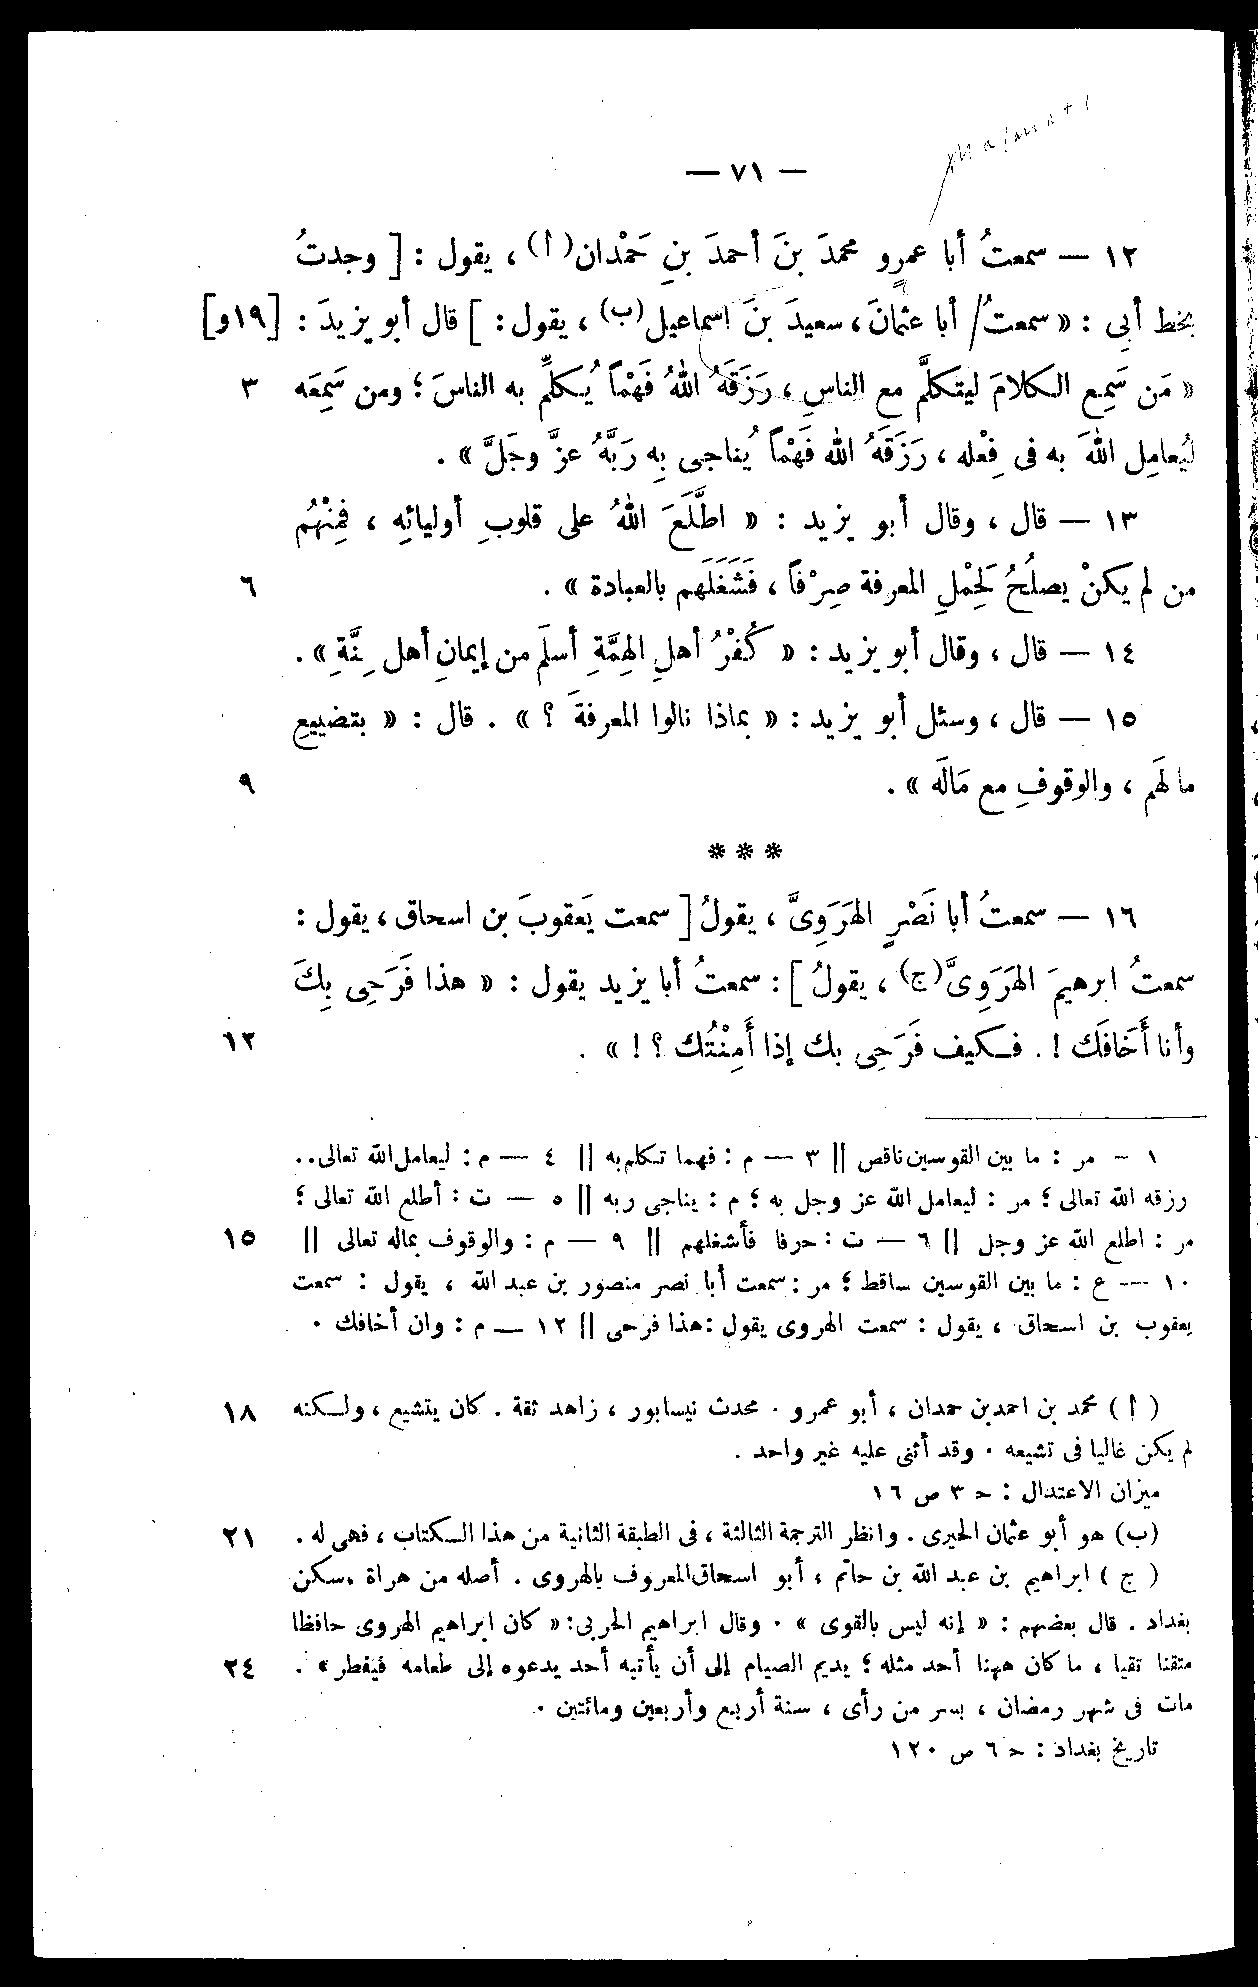 Malamati
— ٧١ —
١٢ — سمعتُ أبا عمرٍو محمدَ بنَ أحمدَ بنِ حَمْدان(أ) ، يقول : [ وجدتُ
بخط أبى : « سمعتُ/ أبا عثمانَ، سعيدَ بنَ اسماعيل(ب) ، يقول : ] قال أبو يزيدَ : [١٩و]
« مَن سَمِع الكلامَ ليتَكلَّم مع الناسِ ، رَزَقَهُ اللهُ فَهْماً يُكلِّم به الناسَ ؛ ومن سَمِعَه ٣
ليُعامِل اللهَ به فى فِعْله ، رَزَقَهُ الله فَهْماً يُناجى بِه رَبَّهُ عزَّ وجَلَّ » .
١٣ — قال ، وقال أبو يزيد : « اطَّلَعَ اللهُ على قلوبِ أوليائِه ، فمِنْهُم
من لم يكنْ يصلُحُ لحَِمْلِ المعرفة صِرْفاً ، فَشَغَلَهم بالعبادة » . ٦
١٤ — قال ، وقال أبو يزيد : « كُفْرُ أهلِ الهِمَّةِ أسلَم من إيمانِ أهل نِنَّةِ » .
١٥ — قال ، وسئل أبو يزيد : « بماذا نالوا المعرفةَ ؟ » . قال : « بتضييعِ
ما لَهَم ، والوقوفِ مع مَالَه » . ٩
***
١٦ — سمعتُ أبا نَصْرٍ الهَرَوِىَّ ، يقولُ [ سمعت يَعقوبَ بن اسحاق ، يقول :
سمعتُ ابرهيمَ الهَرَوِىَّ(ج) ، يقولُ ] : سمعتُ أبا يزيد يقول : « هذا فَرَحِى بِكَ
وأنا أَخَافَك ! . فكيف فَرَحِى بك إذا أَمِنْتُك ؟ ! » . ١٢
١ - مر : ما بين القوسين ناقص || ٣ — م : فهما تكلم به || ٤ — م : ليعامل الله تعالى..
رزقه الله تعالى ؛ مر : ليعامل الله عز وجل به ؛ م : يناجى ربه || ٥ — ت : أطلع الله تعالى ؛
مر : اطلع الله عز وجل || ٦ — ت : حرفا فأشغلهم || ٩ — م : والوقوف بماله تعالى || ١٥
١٠ — ع : ما بين القوسين ساقط ؛ مر : سمعت أبا نصر منصور بن عبد الله ، يقول : سمعت
يعقوب بن اسحاق ، يقول : سمعت الهروى يقول : هذا فرحى || ١٢ — م : وان أخافك .
( أ ) محمد بن احمد بن حمدان ، أبو عمرو . محدث نيسابور ، زاهد ثقة . كان يتشيع ، ولكنه ١٨
لم يكن غاليا فى تشيعه . وقد أثنى عليه غير واحد .
ميزان الاعتدال : ح ٣ ص ١٦
(ب) هو أبو عثمان الحيرى . وانظر الترجمة الثالثة ، فى الطبقة الثانية من هذا الكتاب ، فهى له . ٢١
( ج ) ابراهيم بن عبد الله بن حاتم ، أبو اسحاق المعروف بالهروى . أصله من هراة . سكن
بغداد . قال بعضهم : « إنه ليس بالقوى » . وقال ابراهيم الحربى : « كان ابراهيم الهروى حافظا
متقنا تقيا ، ما كان ههنا أحد مثله ؛ يديم الصيام إلى أن يأتيه أحد يدعوه إلى طعامه فيفطر » . ٢٤
مات فى شهر رمضان ، بسر من رأى ، سنة أربع وأربعين ومائتين .
تاريخ بغداد : ح ٦ ص ١٢٠